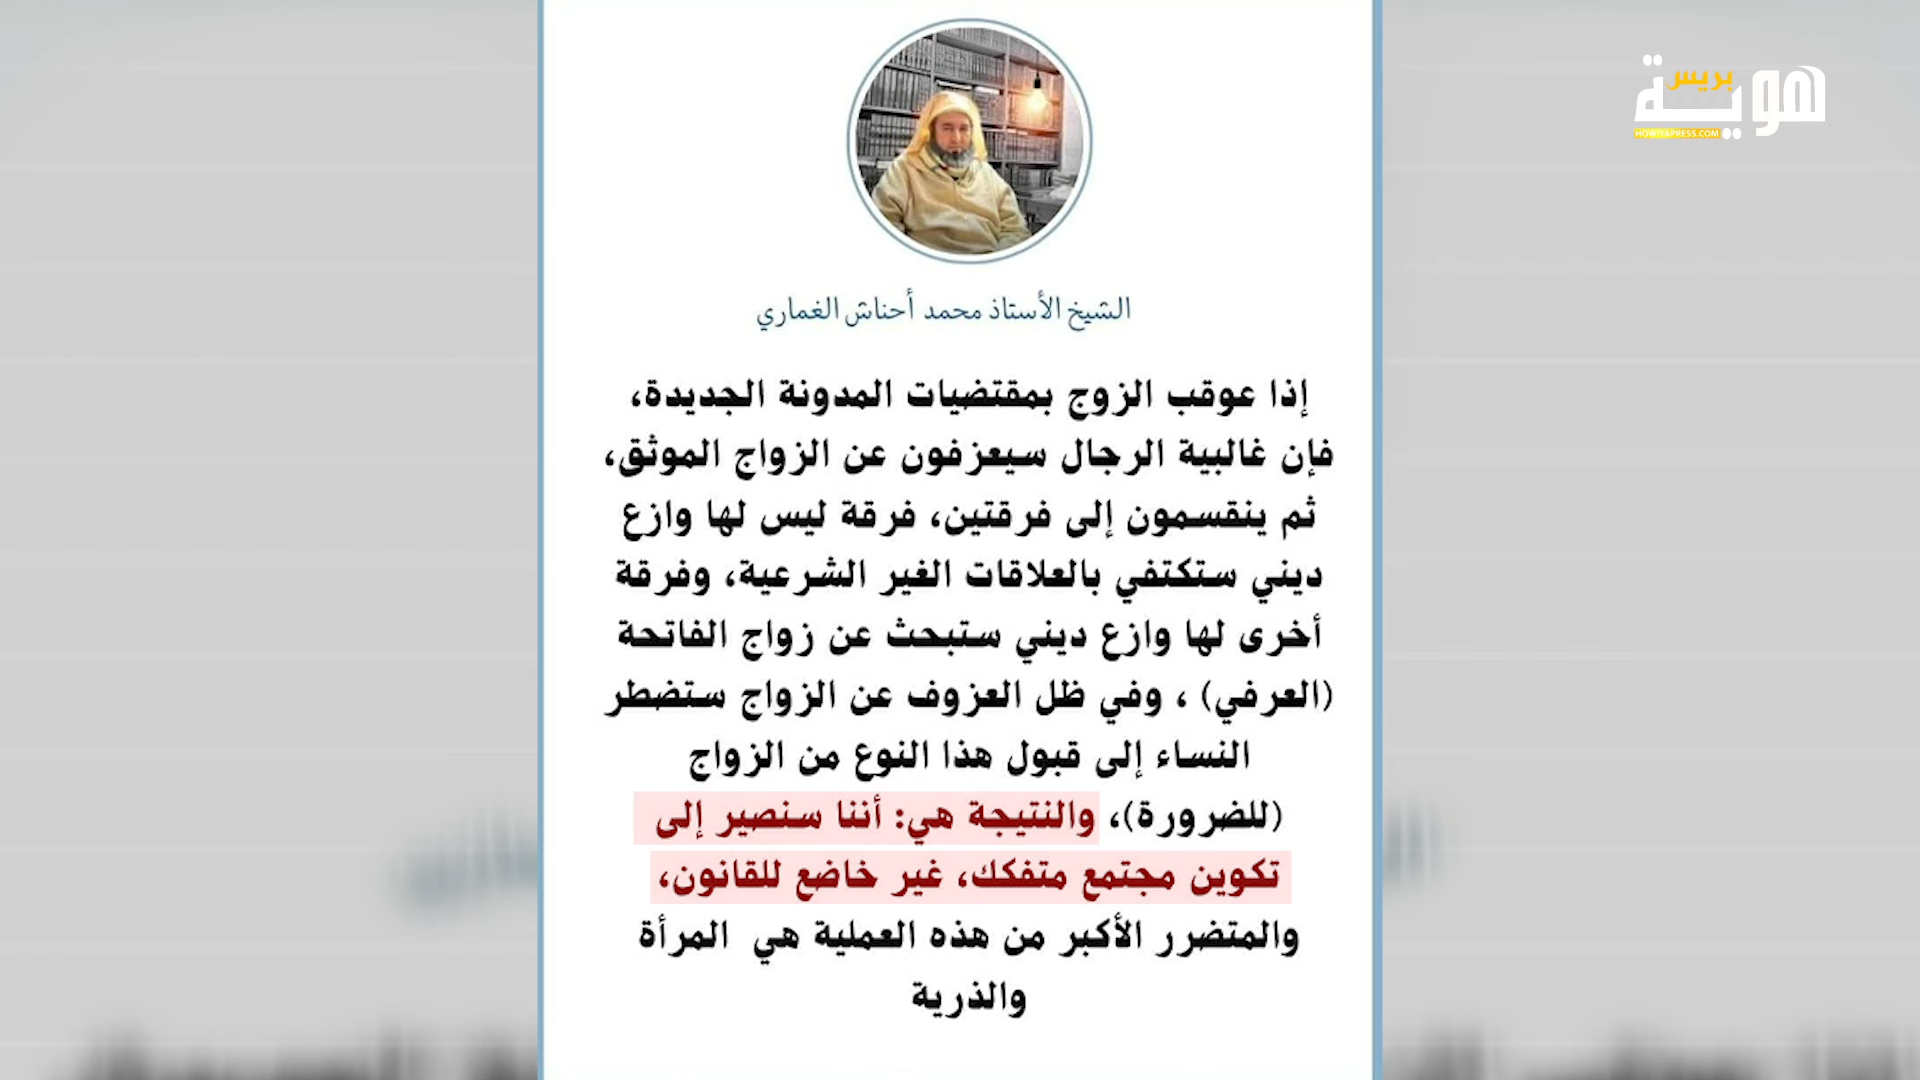 هوية
بريس
HOWIYAPRESS.COM
الشيخ الأستاذ محمد أحناش الغماري
إذا عوقب الزوج بمقتضيات المدونة الجديدة،
فإن غالبية الرجال سيعزفون عن الزواج الموثق،
ثم ينقسمون إلى فرقتين، فرقة ليس لها وازع
ديني ستكتفي بالعلاقات الغير الشرعية، وفرقة
أخرى لها وازع ديني ستبحث عن زواج الفاتحة
(العرفي) ، وفي ظل العزوف عن الزواج ستضطر
النساء إلى قبول هذا النوع من الزواج
(للضرورة)، والنتيجة هي: أننا سنصير إلى
تكوين مجتمع متفكك، غير خاضع للقانون،
والمتضرر الأكبر من هذه العملية هي المرأة
والذرية